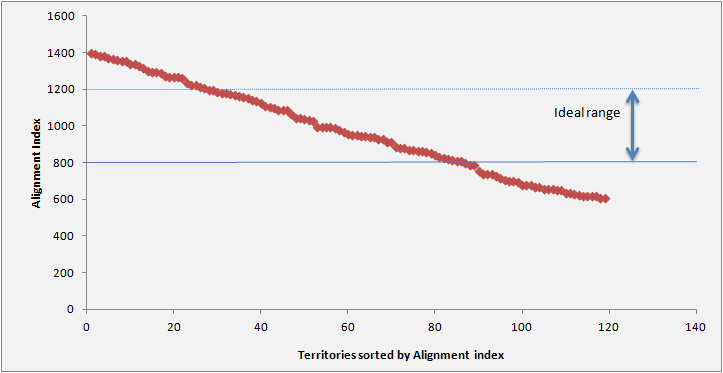 1600
1400
1200
1000
800
600
400
200
0
Alignment Index
Ideal range
0 20 40 60 80 100 120 140
Territories sorted by Alignment index